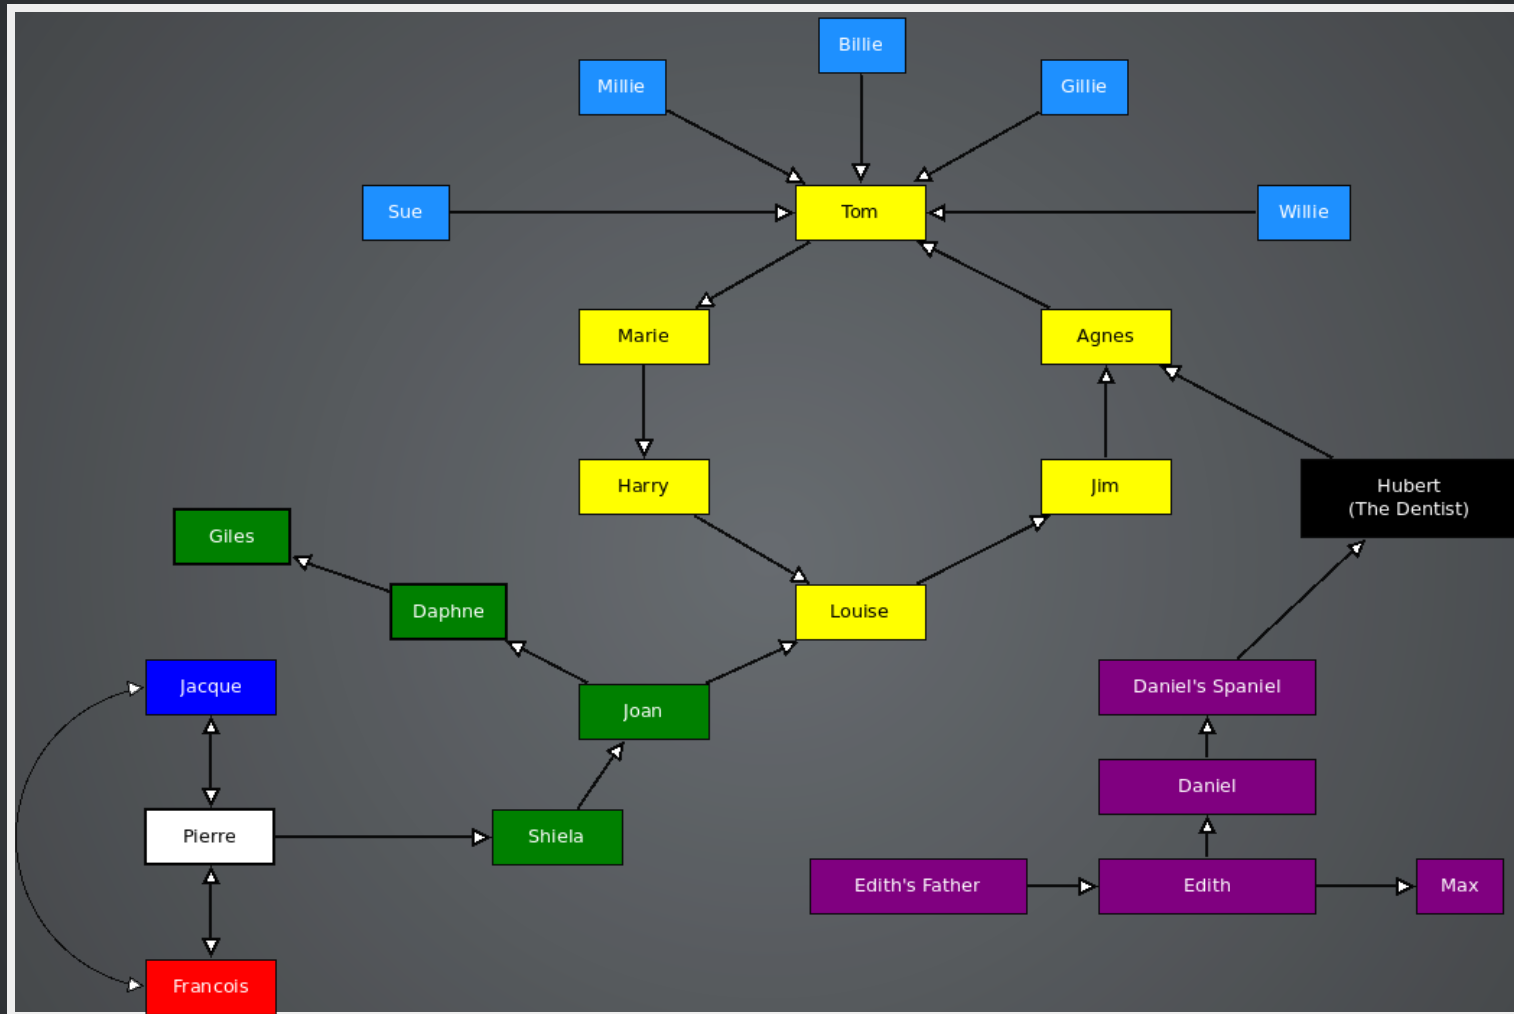 Billie
Millie
Gillie
Sue
Tom
Willie
Marie
Agnes
Harry
Jim
Hubert
(The Dentist)
Giles
Daphne
Louise
Jacque
Daniel's Spaniel
Joan
Daniel
Pierre
Shiela
Edith's Father
Edith
Max
Francois